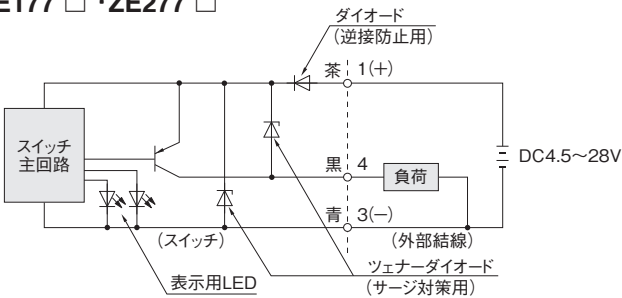 E177 □・ZE277 □
ダイオード
(逆接防止用)
茶 1(+)
スイッチ
主回路
黒 4
負荷
DC4.5～28V
青 3(−)
(スイッチ)
(外部結線)
表示用LED
ツェナーダイオード
(サージ対策用)